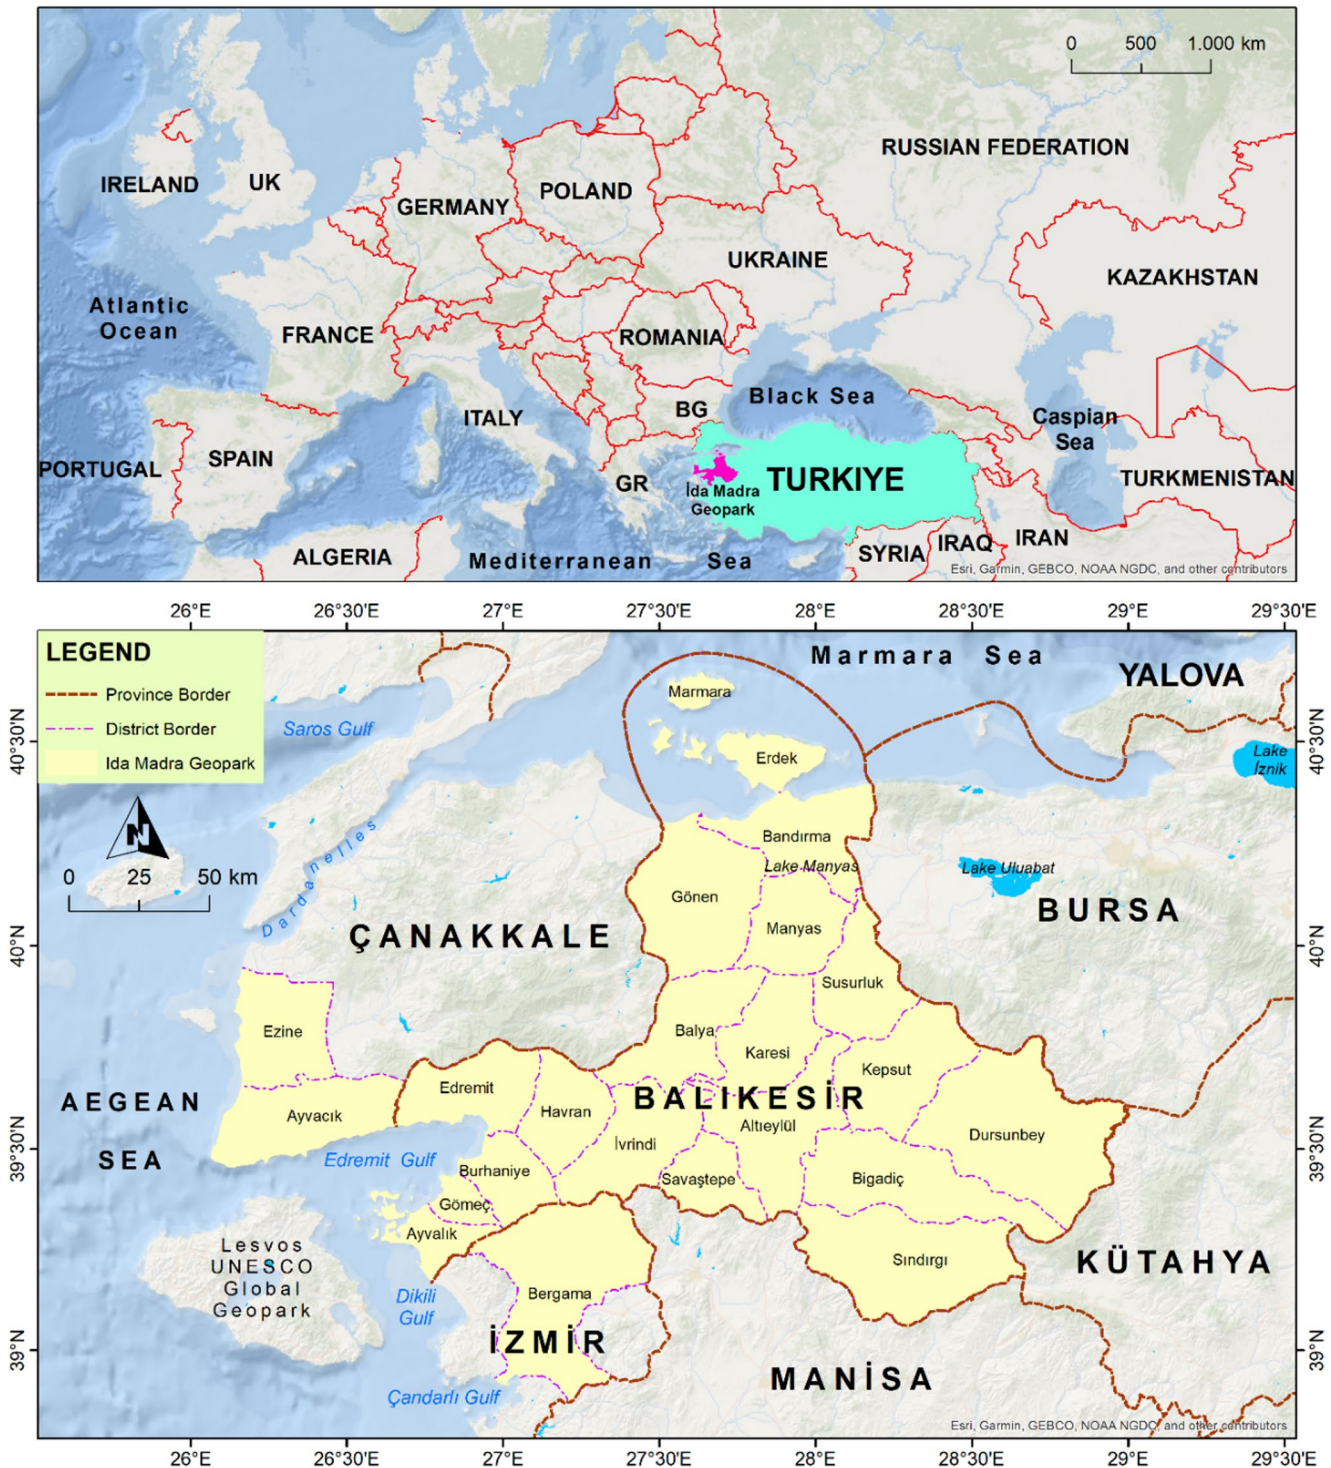 0 500 1.000 km
RUSSIAN FEDERATION
IRELAND
UK
GERMANY
POLAND
UKRAINE
KAZAKHSTAN
Atlantic
Ocean
FRANCE
ROMANIA
Black Sea
BG
Caspian
Sea
ITALY
PORTUGAL
SPAIN
GR
İda Madra
Geopark
TURKIYE
TURKMENISTAN
ALGERIA
Mediterranean Sea
SYRIA
IRAQ
IRAN
Esri, Garmin, GEBCO, NOAA NGDC, and other contributors
26°E 26°30'E 27°E 27°30'E 28°E 28°30'E 29°E 29°30'E
LEGEND
Province Border
District Border
Ida Madra Geopark
Marmara Sea
YALOVA
Marmara
Saros Gulf
40°30'N
40°30'N
Erdek
Lake
İznik
N
0 25 50 km
Dardanelles
Bandırma
Lake Manyas
Lake Uluabat
Gönen
BURSA
ÇANAKKALE
Manyas
40°N
40°N
Susurluk
Ezine
Balya
Karesi
Kepsut
AEGEAN
SEA
Edremit
BALIKESİR
Ayvacık
Havran
İvrindi
Altıeylül
Dursunbey
39°30'N
39°30'N
Edremit Gulf
Burhaniye
Savaştepe
Bigadiç
Gömeç
Ayvalık
Lesvos
UNESCO
Global
Geopark
Sındırgı
KÜTAHYA
Dikili
Gulf
Bergama
İZMİR
39°N
39°N
MANİSA
Çandarlı Gulf
Esri, Garmin, GEBCO, NOAA NGDC, and other contributors
26°E 26°30'E 27°E 27°30'E 28°E 28°30'E 29°E 29°30'E